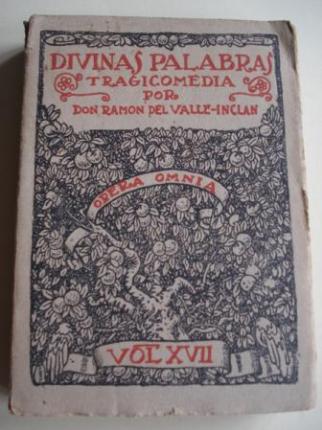 DIVINAS PALABRAS
TRAGICOMEDIA
POR
DON RAMON DEL VALLE-INCLAN
OPERA OMNIA
VOL XVII